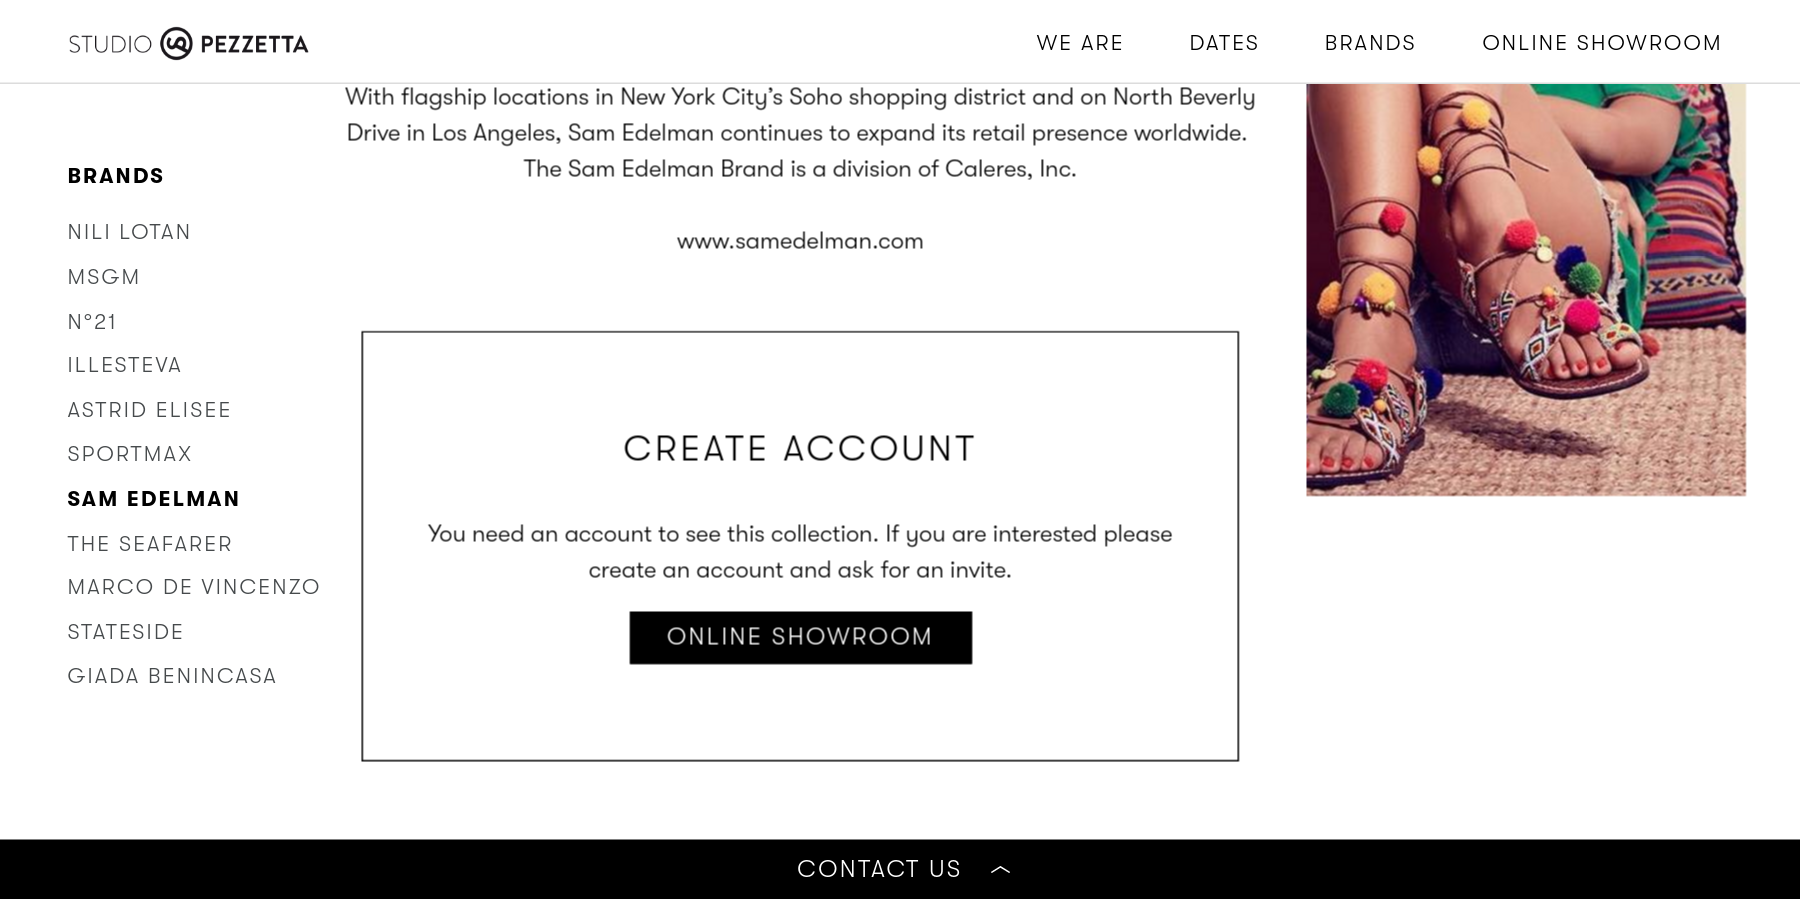 STUDIO PEZZETTA
WE ARE
DATES
BRANDS
ONLINE SHOWROOM
BRANDS
NILI LOTAN
MSGM
N°21
ILLESTEVA
ASTRID ELISEE
SPORTMAX
SAM EDELMAN
THE SEAFARER
MARCO DE VINCENZO
STATESIDE
GIADA BENINCASA
With flagship locations in New York City’s Soho shopping district and on North Beverly
Drive in Los Angeles, Sam Edelman continues to expand its retail presence worldwide.
The Sam Edelman Brand is a division of Caleres, Inc.
www.samedelman.com
CREATE ACCOUNT
You need an account to see this collection. If you are interested please
create an account and ask for an invite.
ONLINE SHOWROOM
CONTACT US